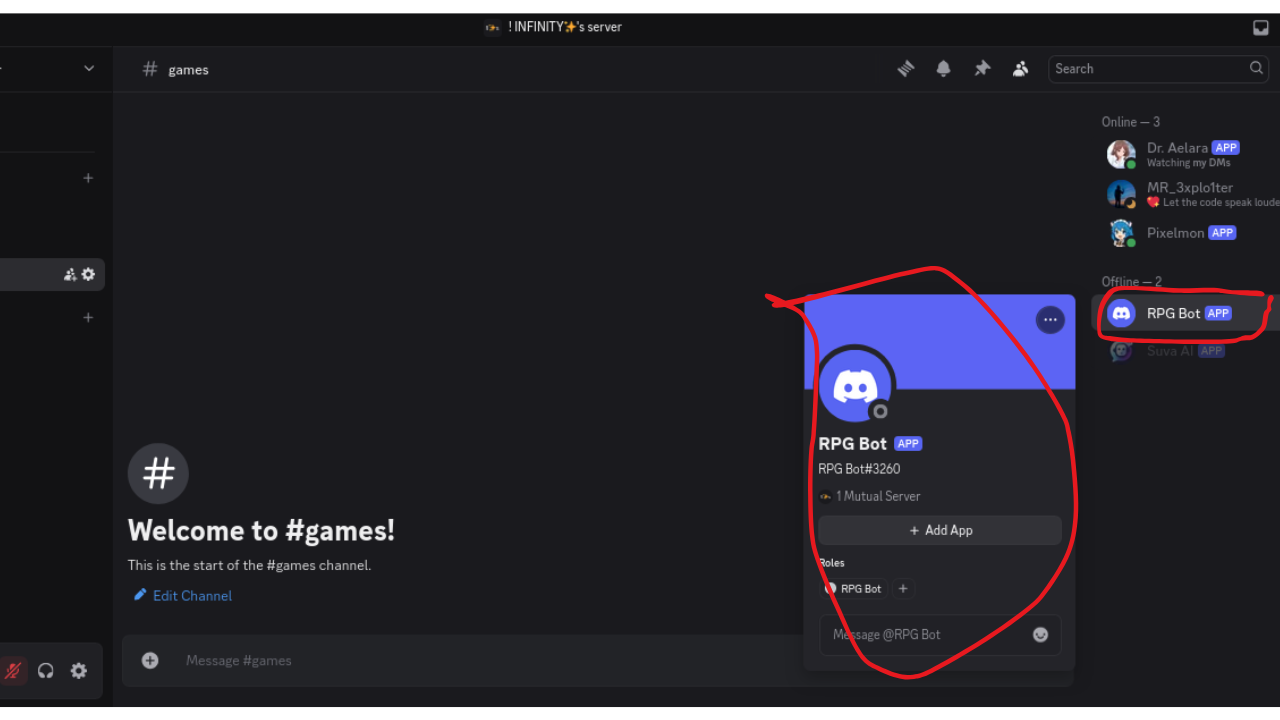 ! INFINITY✨'s server
games
Search
Online — 3
Dr. Aelara APP
Watching my DMs
MR_3xplo1ter
💖 Let the code speak loude
Pixelmon APP
Offline — 2
RPG Bot APP
Suva AI APP
RPG Bot APP
RPG Bot#3260
1 Mutual Server
+ Add App
Roles
RPG Bot +
Message @RPG Bot
#
Welcome to #games!
This is the start of the #games channel.
Edit Channel
Message #games